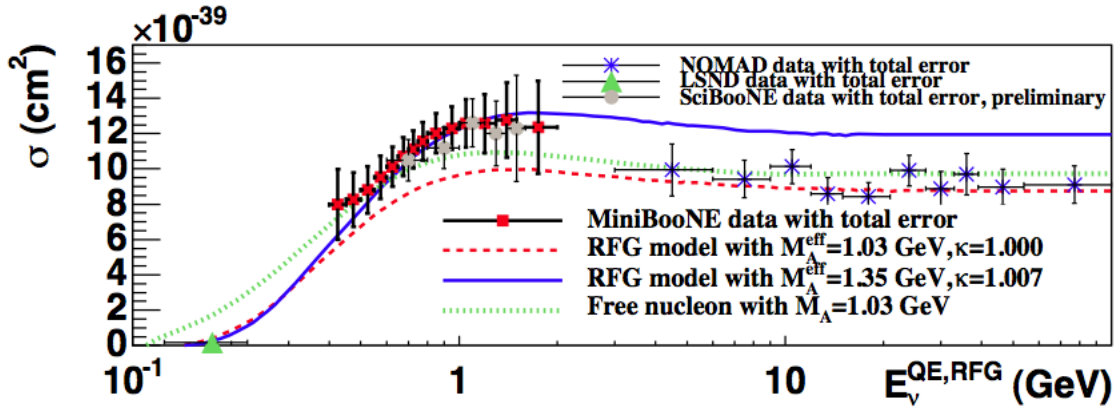 ×10⁻³⁹
σ (cm²)
16
14
12
10
8
6
4
2
0
NOMAD data with total error
LSND data with total error
SciBooNE data with total error, preliminary
MiniBooNE data with total error
RFG model with M_A^eff=1.03 GeV,κ=1.000
RFG model with M_A^eff=1.35 GeV,κ=1.007
Free nucleon with M_A=1.03 GeV
10⁻¹ 1 10 E_ν^QE,RFG (GeV)